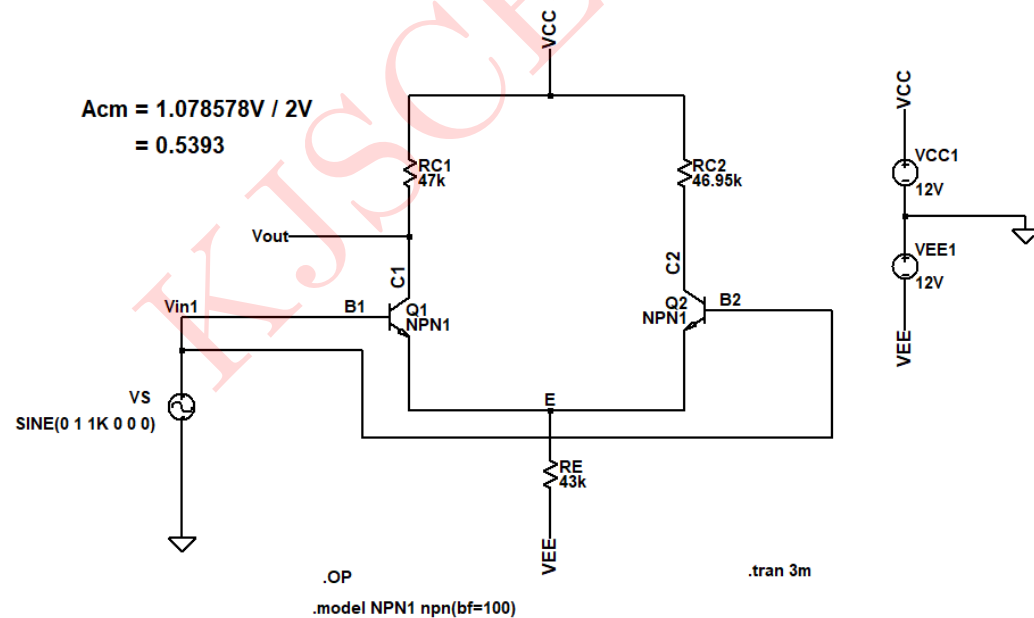 VCC
Acm = 1.078578V / 2V
= 0.5393
RC1
47k
RC2
46.95k
VCC
VCC1
12V
Vout
C1
C2
VEE1
12V
Vin1
B1
Q1
NPN1
Q2
NPN1
B2
VEE
VS
SINE(0 1 1K 0 0 0)
E
RE
43k
VEE
.OP
.tran 3m
.model NPN1 npn(bf=100)
KJSCE